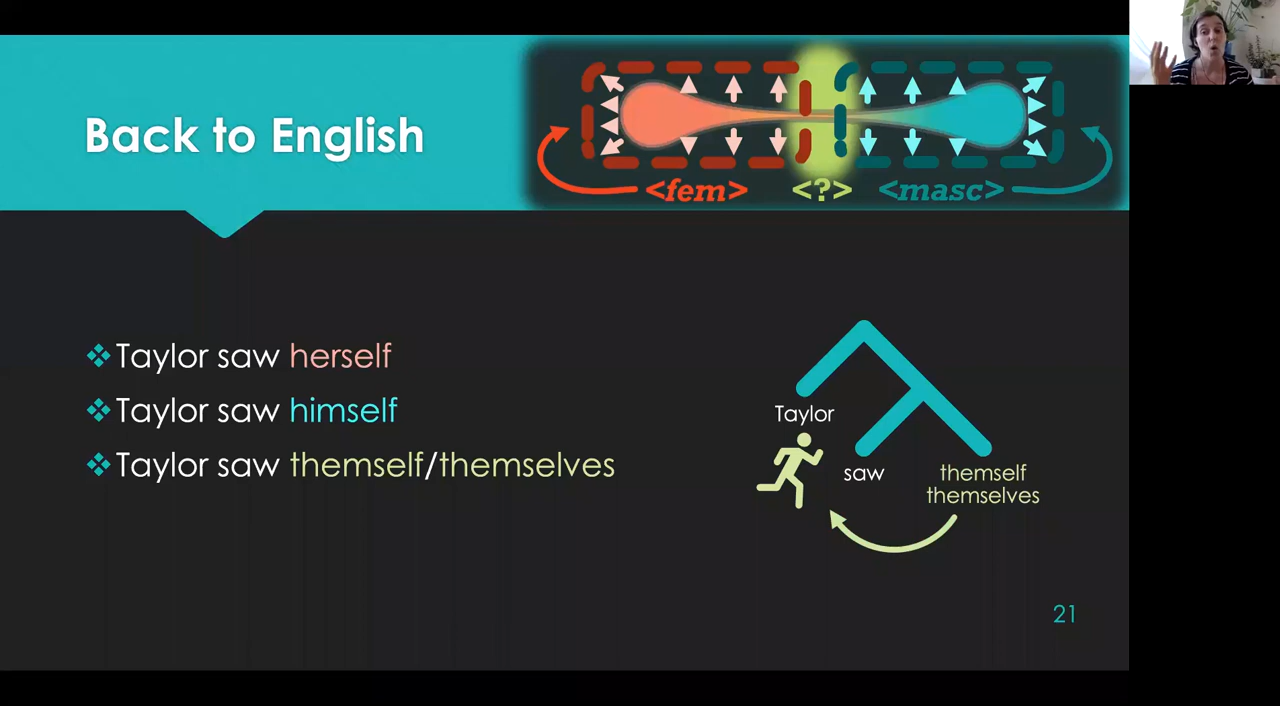 Back to English
<fem> <?> <masc>
Taylor saw herself
Taylor saw himself
Taylor saw themself/themselves
Taylor
saw
themself
themselves
21